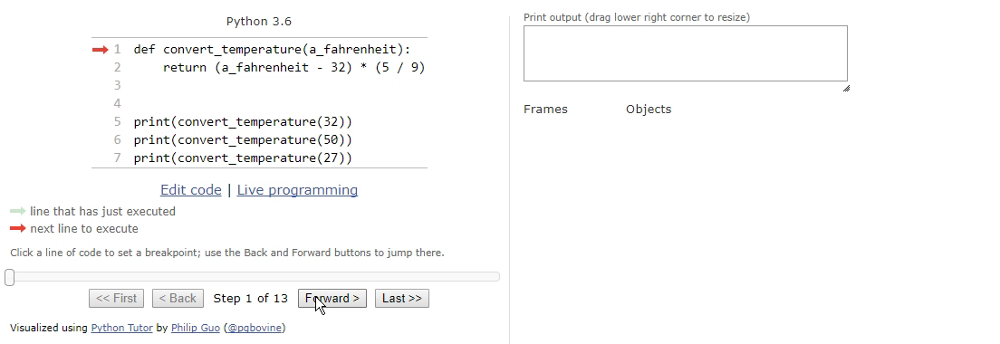 Python 3.6
1 def convert_temperature(a_fahrenheit):
2 return (a_fahrenheit - 32) * (5 / 9)
3
4
5 print(convert_temperature(32))
6 print(convert_temperature(50))
7 print(convert_temperature(27))
Edit code | Live programming
line that has just executed
next line to execute
Click a line of code to set a breakpoint; use the Back and Forward buttons to jump there.
<< First < Back Step 1 of 13 Forward > Last >>
Visualized using Python Tutor by Philip Guo (@pgbovine)
Print output (drag lower right corner to resize)
Frames Objects